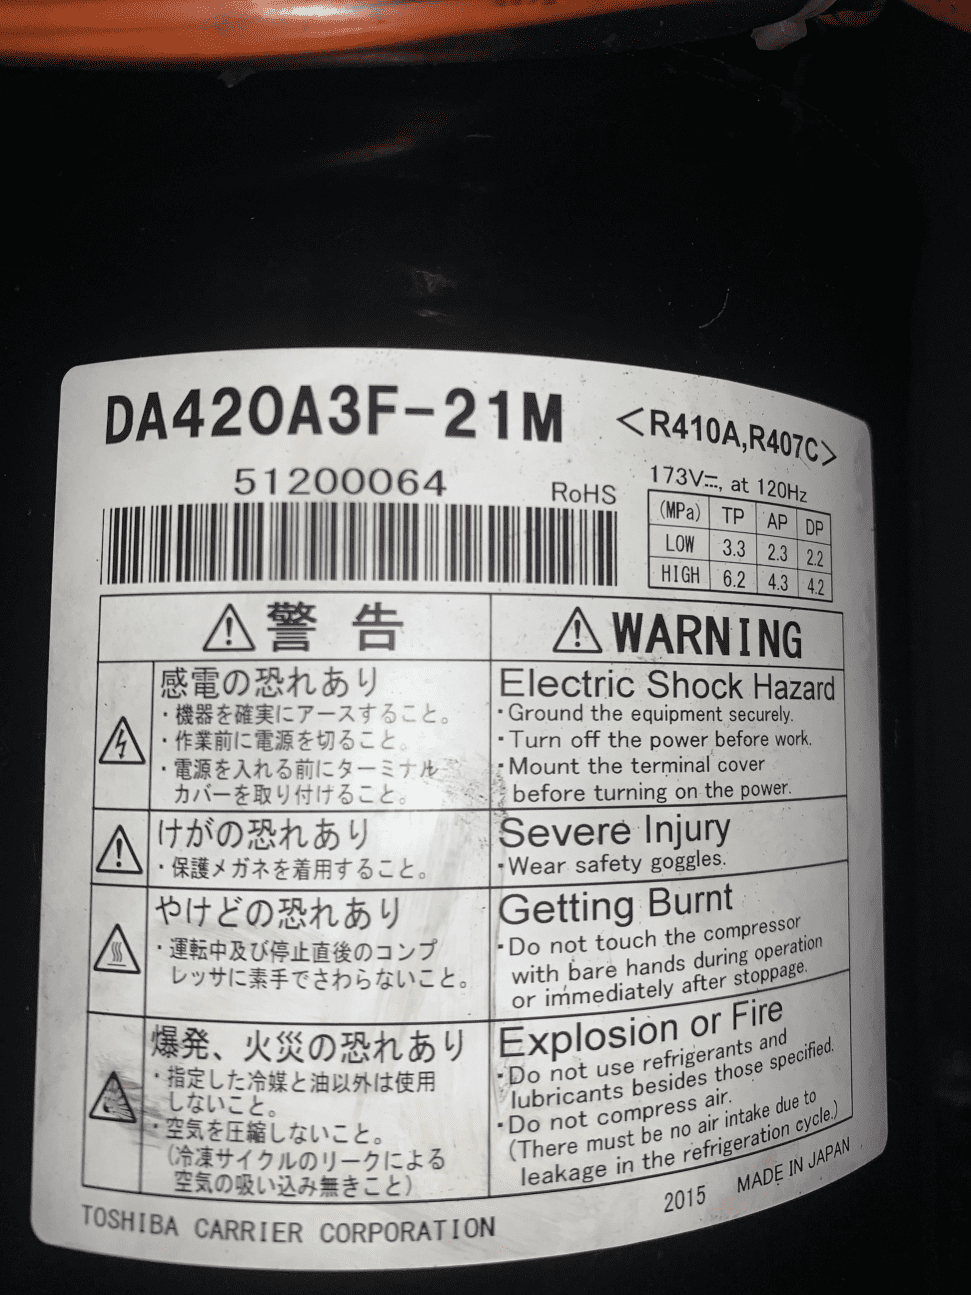 DA420A3F-21M
<R410A,R407C>
51200064
RoHS
173V⎓, at 120Hz
(MPa) TP AP DP
LOW 3.3 2.3 2.2
HIGH 6.2 4.3 4.2
警告
感電の恐れあり
・機器を確実にアースすること。
・作業前に電源を切ること。
・電源を入れる前にターミナル
カバーを取り付けること。
けがの恐れあり
・保護メガネを着用すること。
やけどの恐れあり
・運転中及び停止直後のコンプ
レッサに素手でさわらないこと。
爆発、火災の恐れあり
・指定した冷媒と油以外は使用
しないこと。
・空気を圧縮しないこと。
(冷凍サイクルのリークによる
空気の吸い込み無きこと)
WARNING
Electric Shock Hazard
・Ground the equipment securely.
・Turn off the power before work.
・Mount the terminal cover
before turning on the power.
Severe Injury
・Wear safety goggles.
Getting Burnt
・Do not touch the compressor
with bare hands during operation
or immediately after stoppage.
Explosion or Fire
・Do not use refrigerants and
lubricants besides those specified.
・Do not compress air.
(There must be no air intake due to
leakage in the refrigeration cycle.)
TOSHIBA CARRIER CORPORATION
2015 MADE IN JAPAN